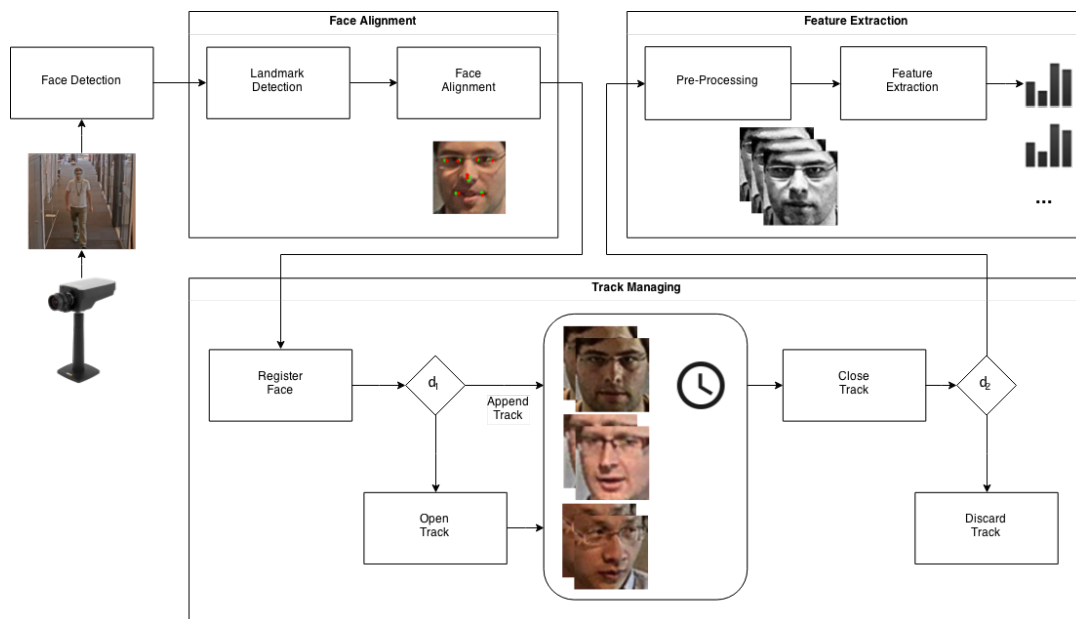 Face Alignment
Feature Extraction
Face Detection
Landmark
Detection
Face
Alignment
Pre-Processing
Feature
Extraction
...
Track Managing
Register
Face
d1
Append
Track
Close
Track
d2
Open
Track
Discard
Track